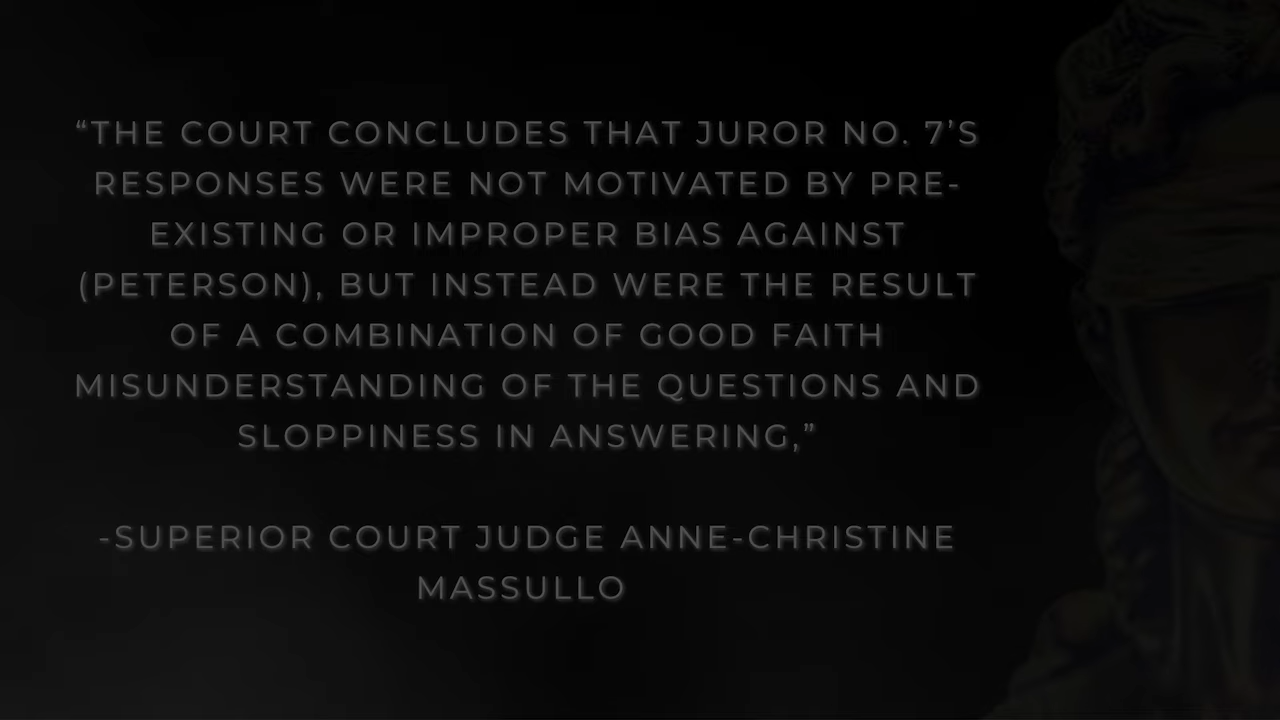 “THE COURT CONCLUDES THAT JUROR NO. 7’S
RESPONSES WERE NOT MOTIVATED BY PRE-
EXISTING OR IMPROPER BIAS AGAINST
(PETERSON), BUT INSTEAD WERE THE RESULT
OF A COMBINATION OF GOOD FAITH
MISUNDERSTANDING OF THE QUESTIONS AND
SLOPPINESS IN ANSWERING,”
-SUPERIOR COURT JUDGE ANNE-CHRISTINE
MASSULLO